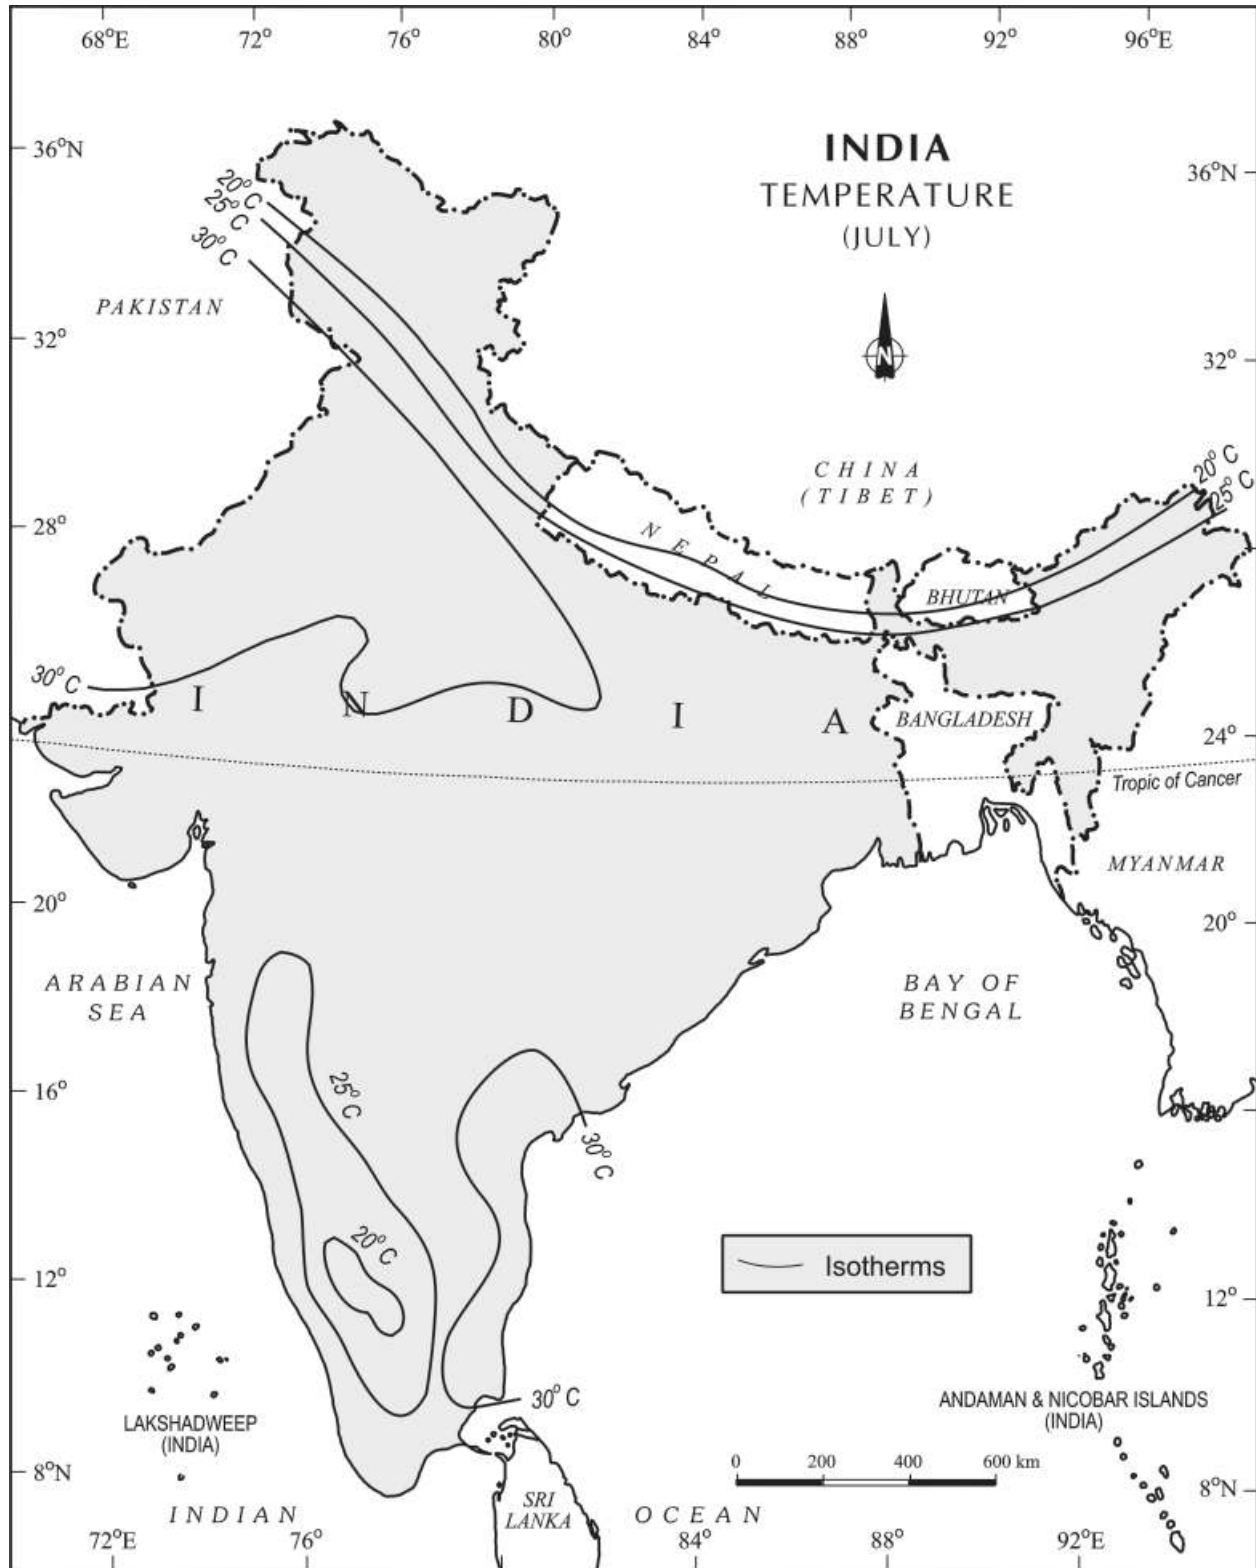 68°E 72° 76° 80° 84° 88° 92° 96°E
INDIA
TEMPERATURE
(JULY)
36°N
36°N
20°C
25°C
30°C
PAKISTAN
N
32°
32°
CHINA
(TIBET)
20°C
25°C
28°
NEPAL
BHUTAN
30°C
INDIA
BANGLADESH
24°
Tropic of Cancer
MYANMAR
20°
20°
ARABIAN
SEA
BAY OF
BENGAL
25°C
16°
30°C
20°C
Isotherms
12°
12°
30°C
LAKSHADWEEP
(INDIA)
ANDAMAN & NICOBAR ISLANDS
(INDIA)
0 200 400 600 km
8°N
8°N
SRI
LANKA
INDIAN OCEAN
72°E 76° 84° 88° 92°E